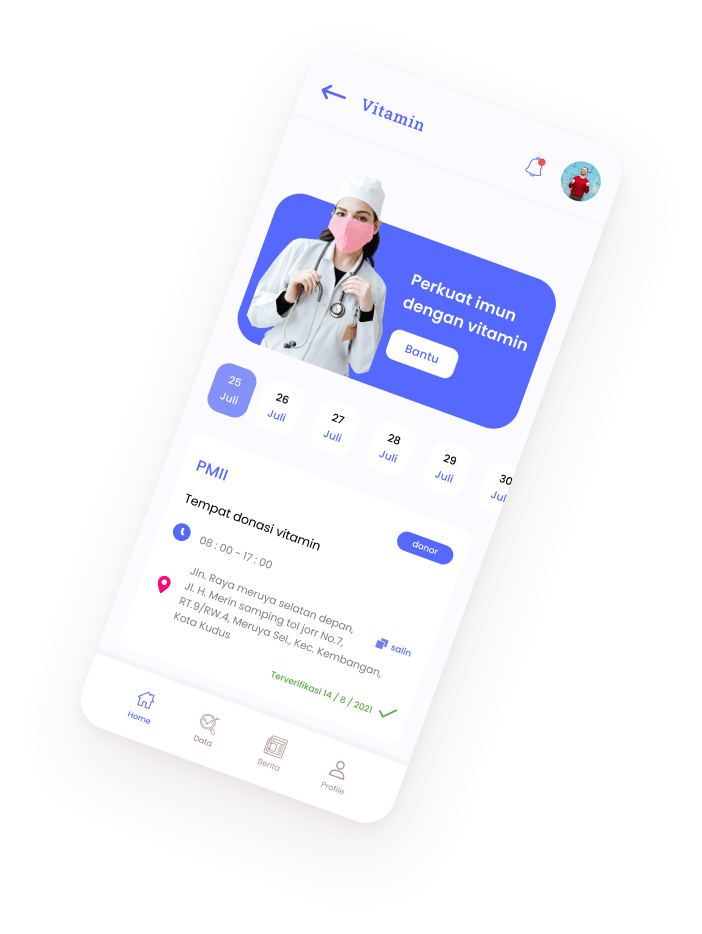 Vitamin
Perkuat imun
dengan vitamin
Bantu
25
Juli
26
Juli
27
Juli
28
Juli
29
Juli
30
Jul
PMII
Tempat donasi vitamin
donor
08 : 00 - 17 : 00
Jln. Raya meruya selatan depan,
Jl. H. Merin samping tol jorr No.7,
RT.9/RW.4, Meruya Sel., Kec. Kembangan,
Kota Kudus
salin
Terverifikasi 14 / 8 / 2021
Home
Data
Berita
Profile